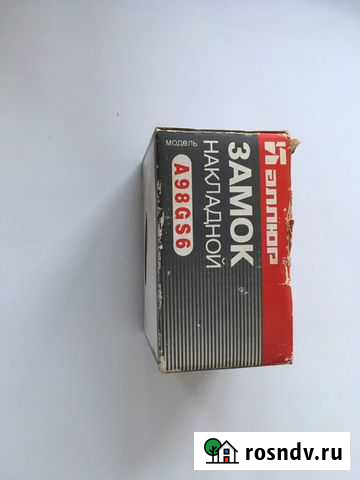 Аллюр
ЗАМОК
НАКЛАДНОЙ
МОДЕЛЬ
A98GS6
rosndv.ru